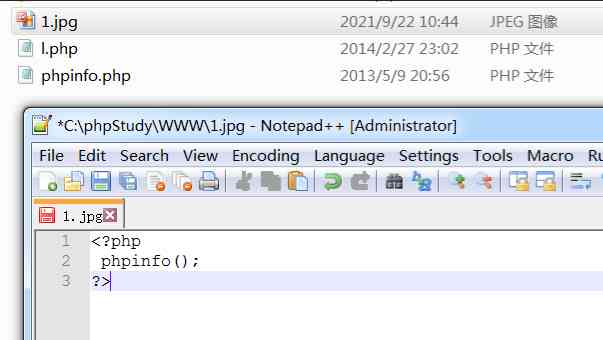 1.jpg 2021/9/22 10:44 JPEG 图像
l.php 2014/2/27 23:02 PHP 文件
phpinfo.php 2013/5/9 20:56 PHP 文件
*C:\phpStudy\WWW\1.jpg - Notepad++ [Administrator]
File Edit Search View Encoding Language Settings Tools Macro Ru
1.jpg
1 <?php
2 phpinfo();
3 ?>